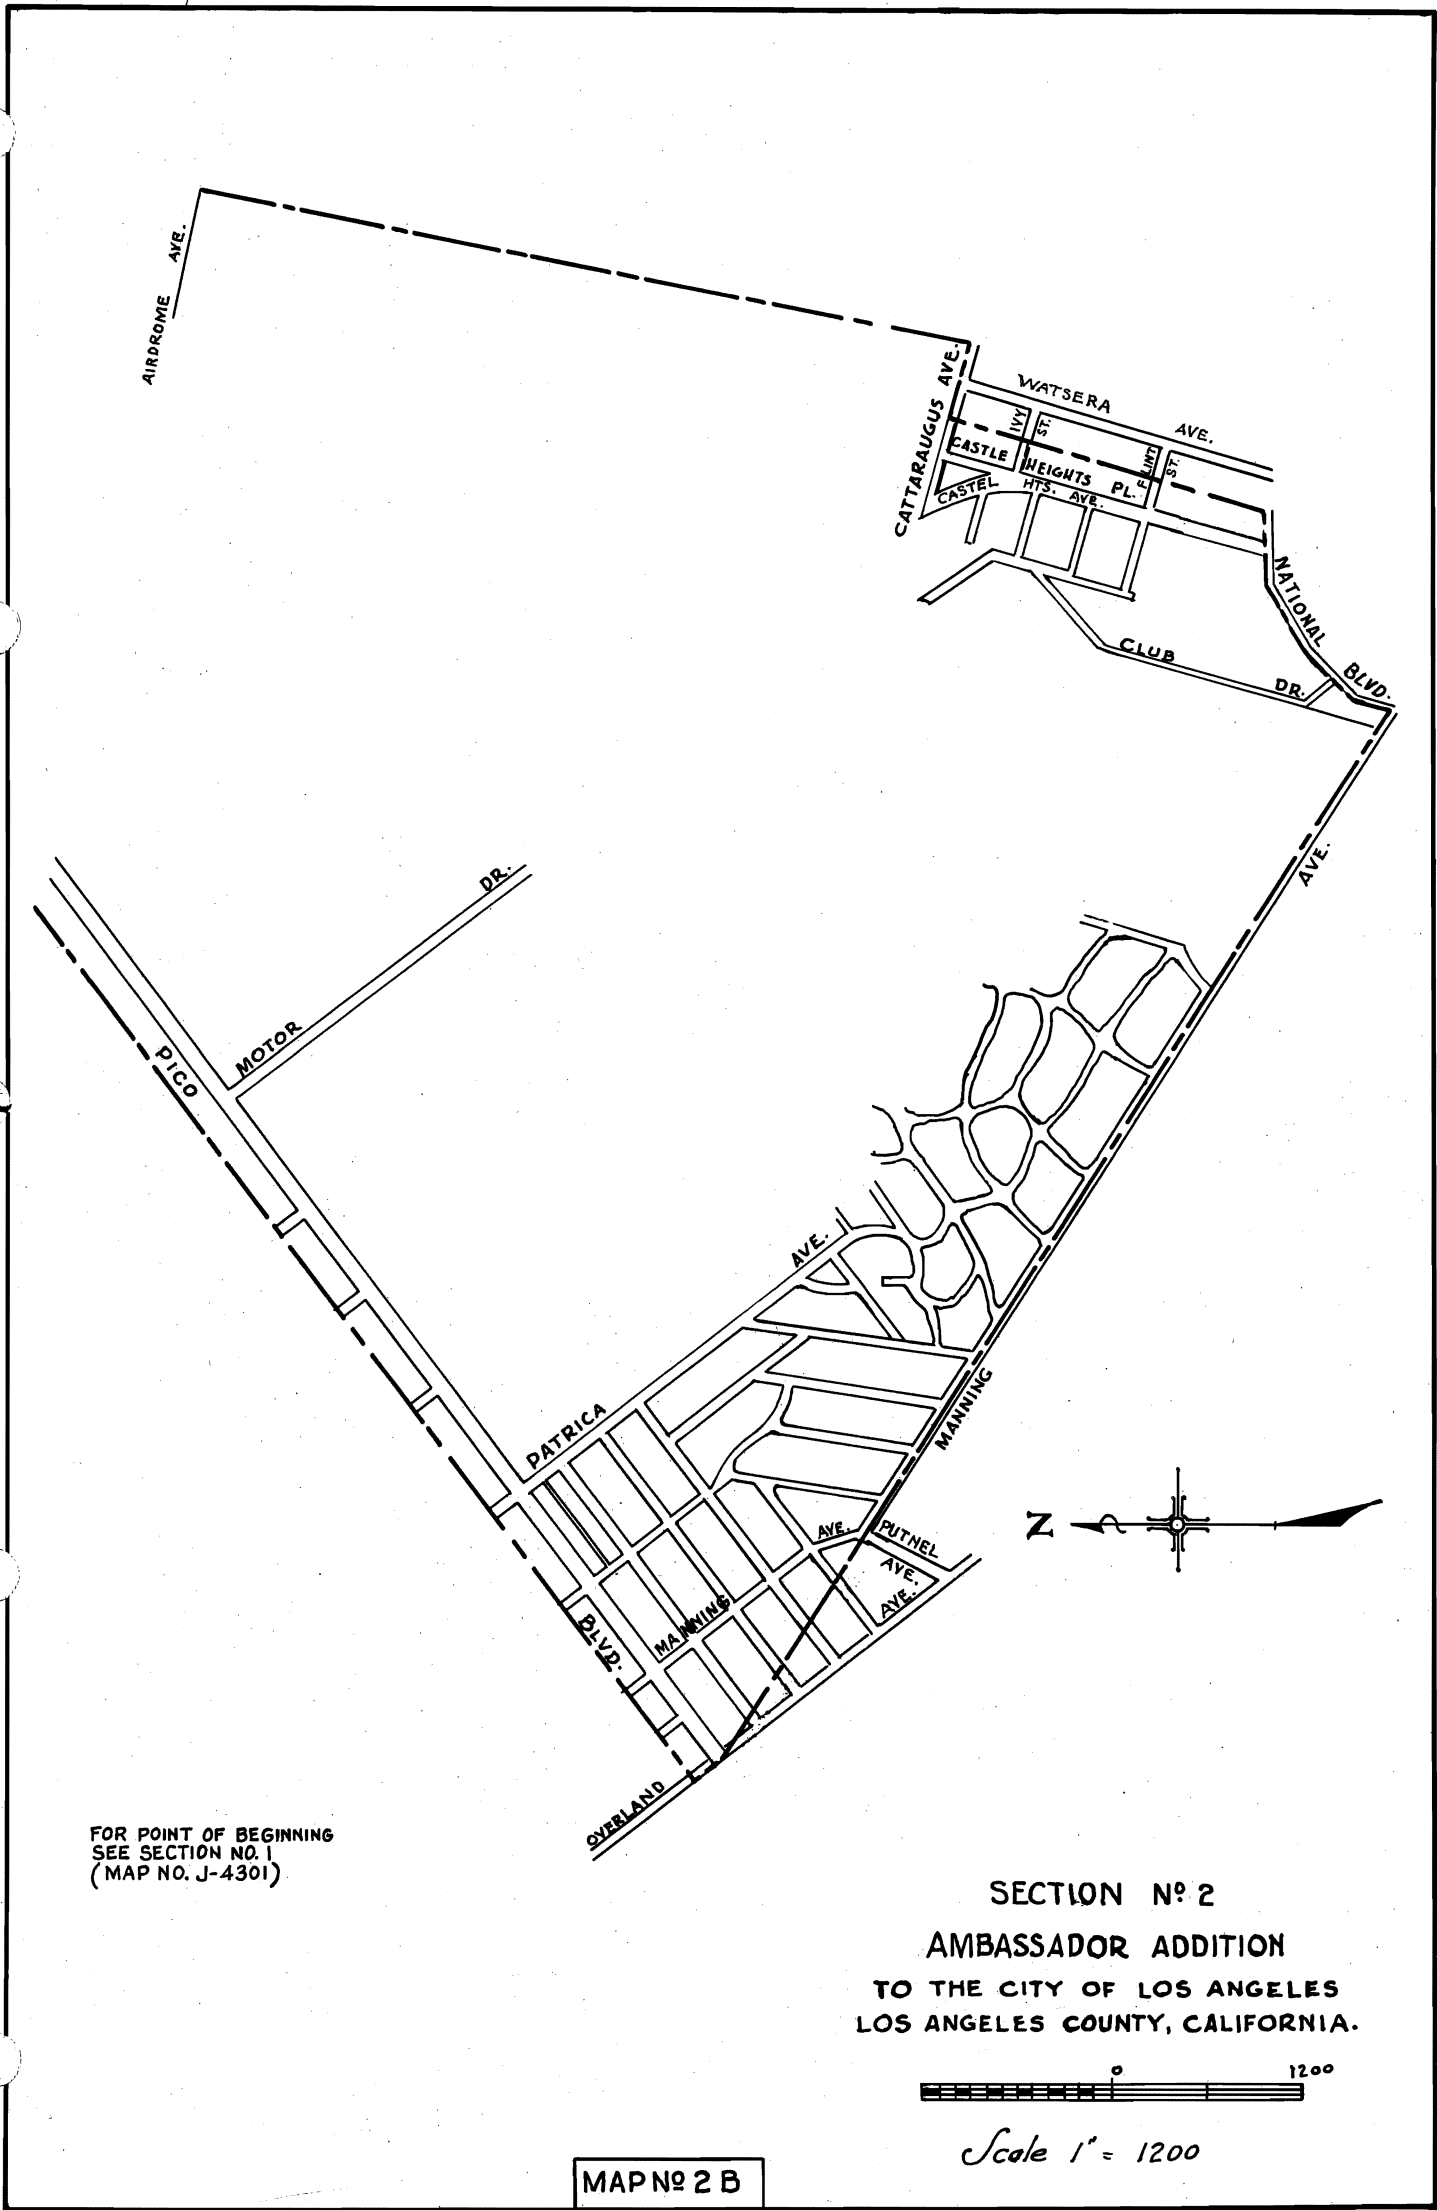 AIRDROME AVE.
CATTARAUGUS AVE.
WATSERA AVE.
IVY ST.
FLINT ST.
CASTLE HEIGHTS PL.
CASTEL HTS. AVE.
NATIONAL BLVD.
CLUB DR.
AVE.
MOTOR DR.
PICO
AVE.
PATRICA
MANNING
AVE.
PUTNEL
AVE.
AVE.
MANNING
BLVD.
OVERLAND
Z
FOR POINT OF BEGINNING
SEE SECTION NO. 1
(MAP NO. J-4301)
SECTION Nº 2
AMBASSADOR ADDITION
TO THE CITY OF LOS ANGELES
LOS ANGELES COUNTY, CALIFORNIA.
0 1200
Scale 1" = 1200
MAP Nº 2 B